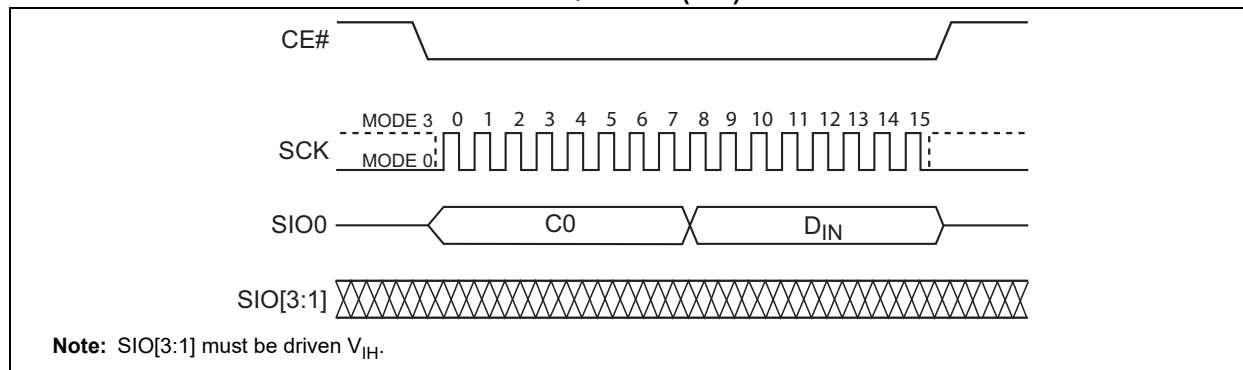 CE#
MODE 3 0 1 2 3 4 5 6 7 8 9 10 11 12 13 14 15
SCK
MODE 0
SIO0 C0 DIN
SIO[3:1]
Note: SIO[3:1] must be driven VIH.